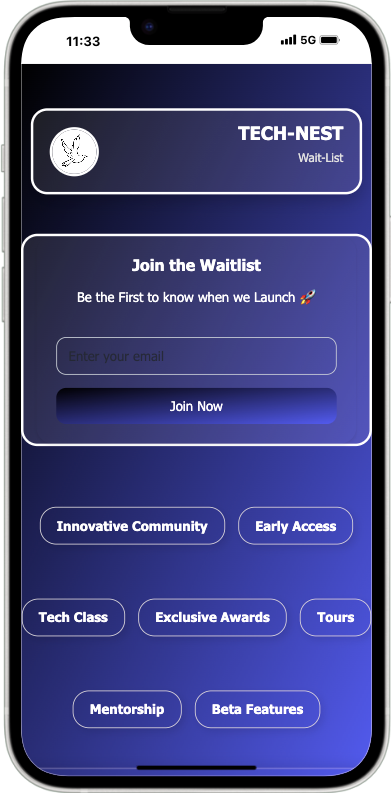 11:33
5G
TECH-NEST
Wait-List
Join the Waitlist
Be the First to know when we Launch 🚀
Enter your email
Join Now
Innovative Community
Early Access
Tech Class
Exclusive Awards
Tours
Mentorship
Beta Features